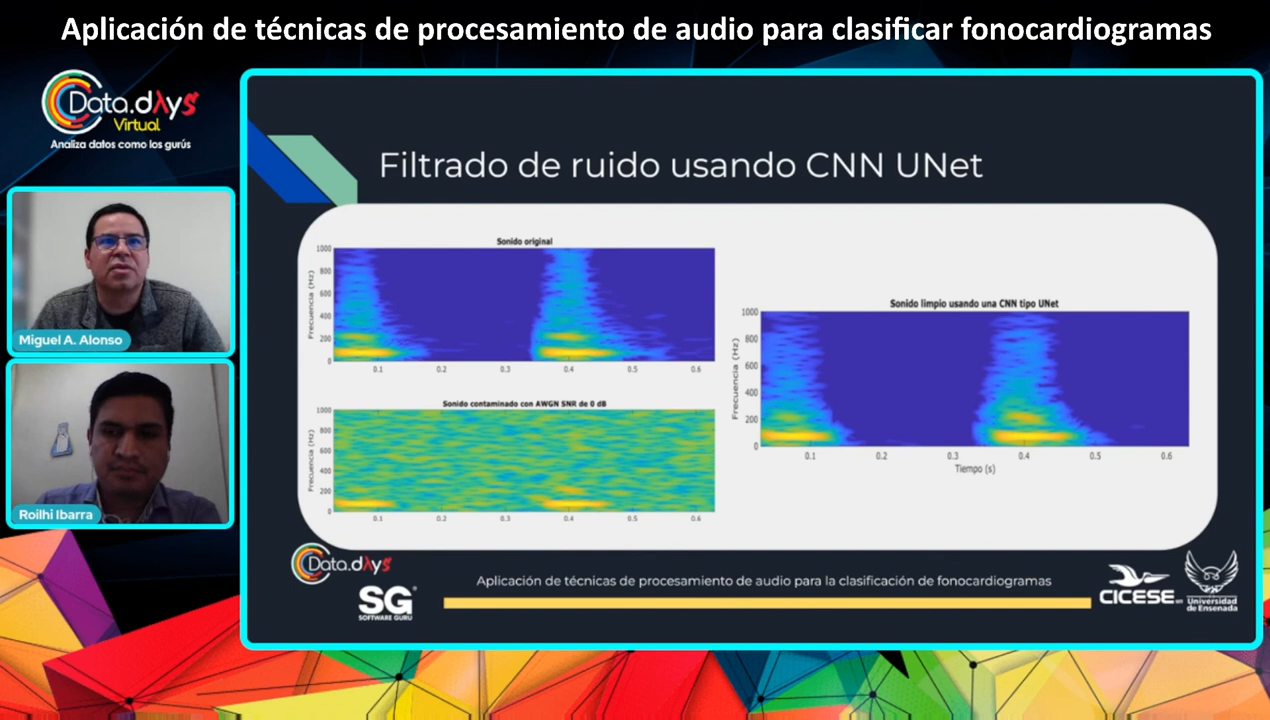 Aplicación de técnicas de procesamiento de audio para clasificar fonocardiogramas
Data.dAys
Virtual
Analiza datos como los gurús
Miguel A. Alonso
Roilhi Ibarra
Filtrado de ruido usando CNN UNet
Sonido original
Frecuencia (Hz)
1000
800
600
400
200
0
0.1 0.2 0.3 0.4 0.5 0.6
Sonido contaminado con AWGN SNR de 0 dB
Frecuencia (Hz)
1000
800
600
400
200
0
0.1 0.2 0.3 0.4 0.5 0.6
Sonido limpio usando una CNN tipo UNet
Frecuencia (Hz)
1000
800
600
400
200
0
0.1 0.2 0.3 0.4 0.5 0.6
Tiempo (s)
Data.dAys
SG
SOFTWARE GURU
Aplicación de técnicas de procesamiento de audio para la clasificación de fonocardiogramas
CICESE
Universidad
de Ensenada